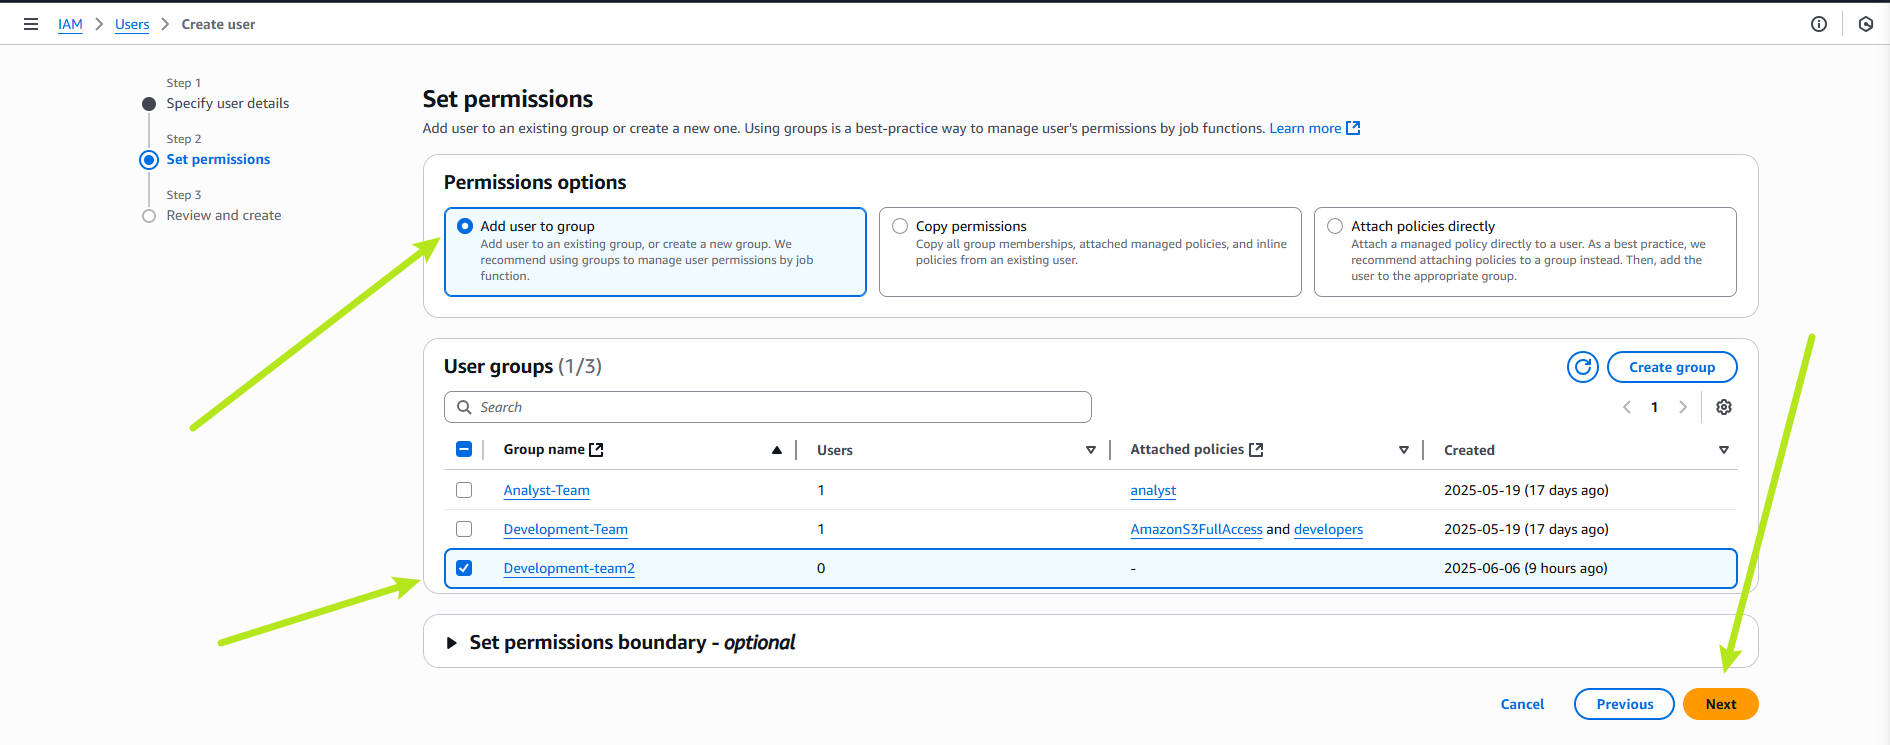 IAM > Users > Create user
Step 1
Specify user details
Step 2
Set permissions
Step 3
Review and create
Set permissions
Add user to an existing group or create a new one. Using groups is a best-practice way to manage user's permissions by job functions. Learn more
Permissions options
Add user to group
Add user to an existing group, or create a new group. We
recommend using groups to manage user permissions by job
function.
Copy permissions
Copy all group memberships, attached managed policies, and inline
policies from an existing user.
Attach policies directly
Attach a managed policy directly to a user. As a best practice, we
recommend attaching policies to a group instead. Then, add the
user to the appropriate group.
User groups (1/3)
Create group
Search
1
Group name Users Attached policies Created
Analyst-Team 1 analyst 2025-05-19 (17 days ago)
Development-Team 1 AmazonS3FullAccess and developers 2025-05-19 (17 days ago)
Development-team2 0 - 2025-06-06 (9 hours ago)
Set permissions boundary - optional
Cancel Previous Next